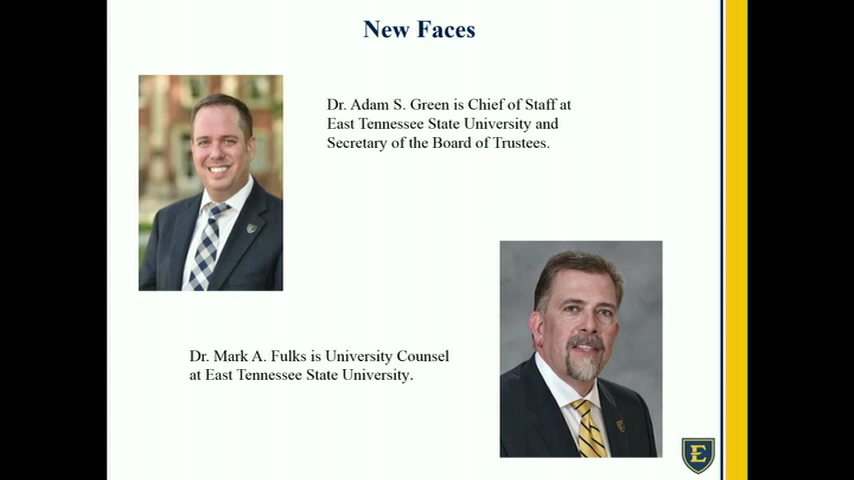 New Faces
Dr. Adam S. Green is Chief of Staff at
East Tennessee State University and
Secretary of the Board of Trustees.
Dr. Mark A. Fulks is University Counsel
at East Tennessee State University.
E